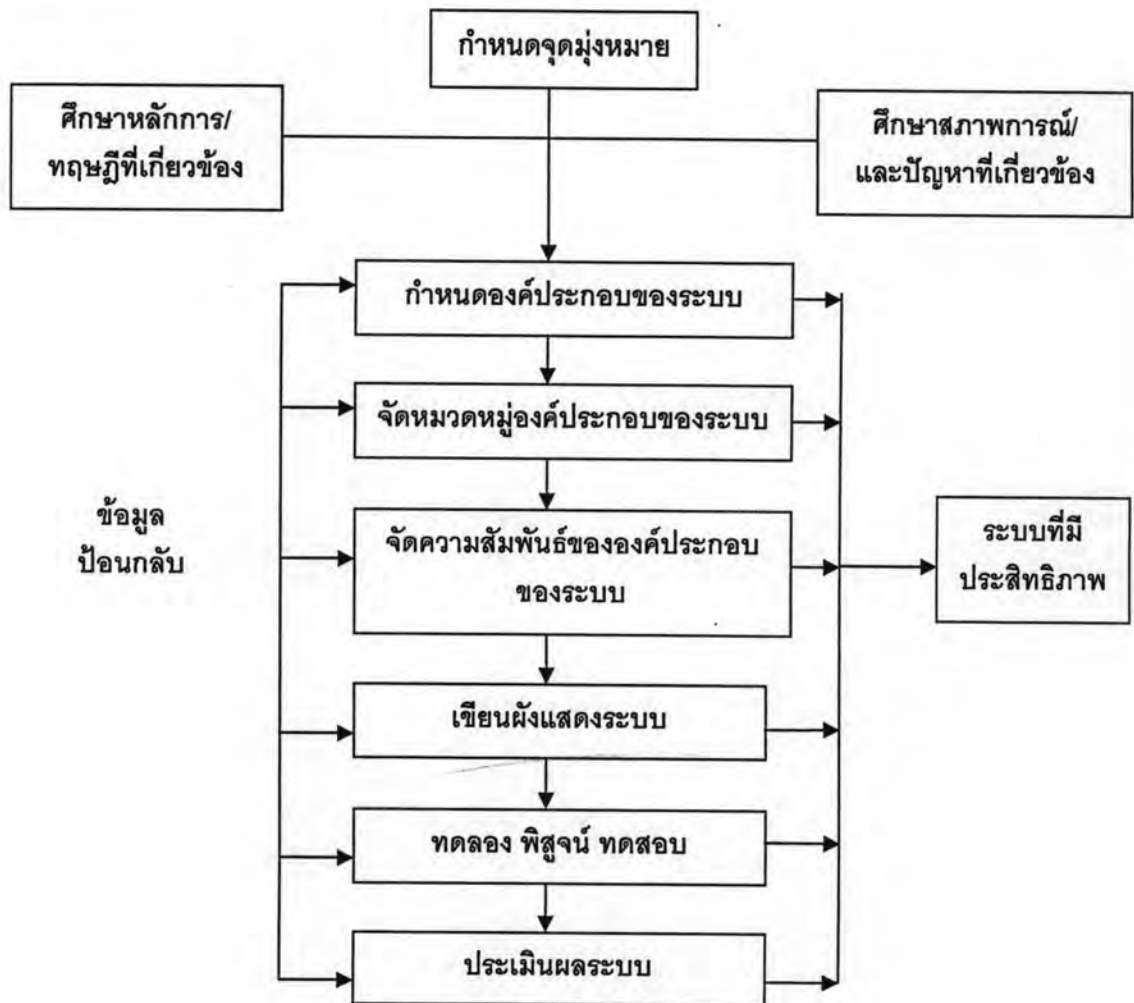 กำหนดจุดมุ่งหมาย
ศึกษาหลักการ/
ทฤษฎีที่เกี่ยวข้อง
ศึกษาสภาพการณ์/
และปัญหาที่เกี่ยวข้อง
กำหนดองค์ประกอบของระบบ
จัดหมวดหมู่องค์ประกอบของระบบ
ข้อมูล
ป้อนกลับ
จัดความสัมพันธ์ขององค์ประกอบ
ของระบบ
ระบบที่มี
ประสิทธิภาพ
เขียนผังแสดงระบบ
ทดลอง พิสูจน์ ทดสอบ
ประเมินผลระบบ